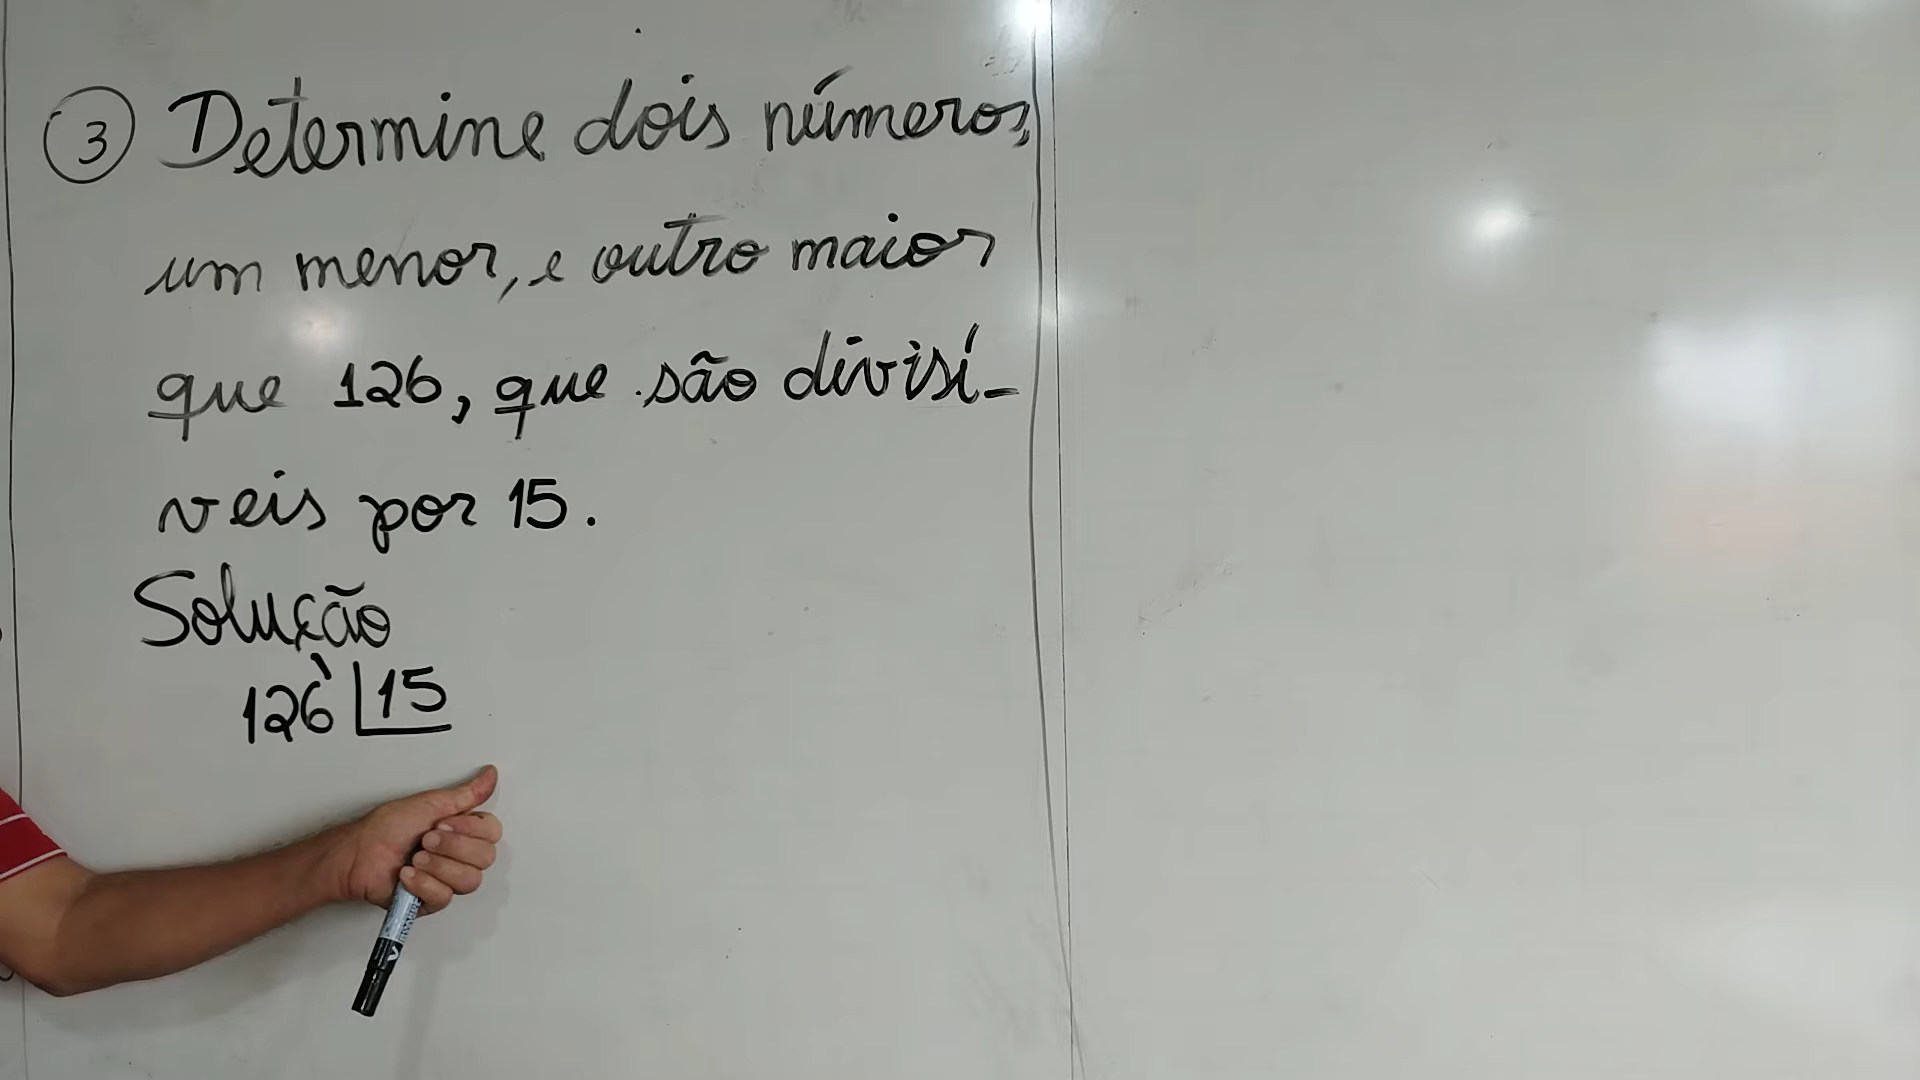 3 Determine dois números,
um menor, e outro maior
que 126, que são divisí-
veis por 15.
Solução
126 15